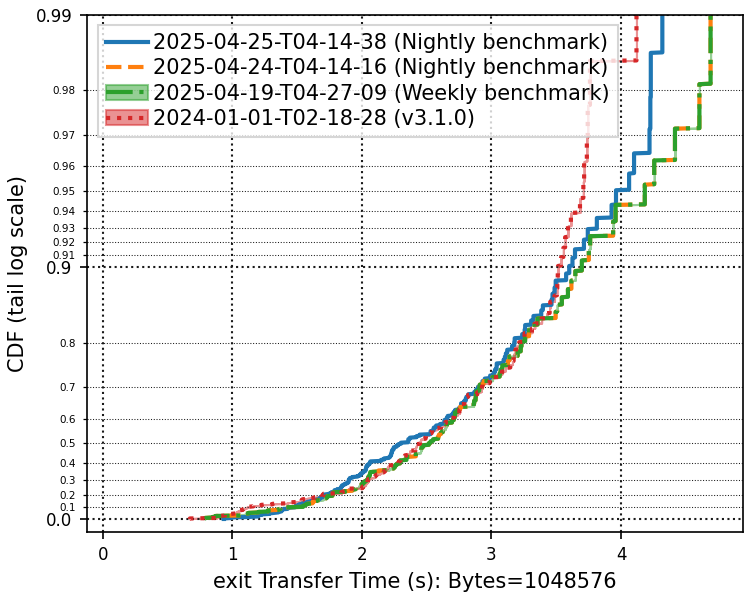 0.99
2025-04-25-T04-14-38 (Nightly benchmark)
2025-04-24-T04-14-16 (Nightly benchmark)
2025-04-19-T04-27-09 (Weekly benchmark)
2024-01-01-T02-18-28 (v3.1.0)
0.98
0.97
0.96
0.95
0.94
0.93
0.92
0.91
0.9
0.8
0.7
0.6
0.5
0.4
0.3
0.2
0.1
0.0
CDF (tail log scale)
0 1 2 3 4
exit Transfer Time (s): Bytes=1048576